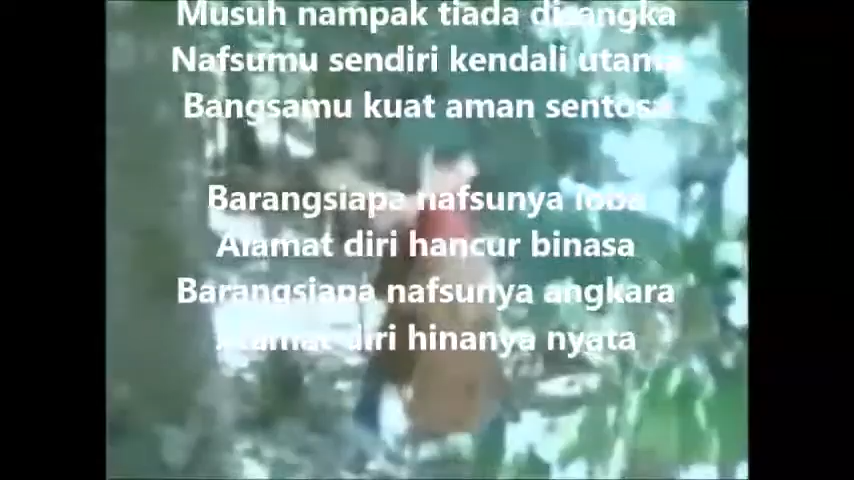 Musuh nampak tiada disangka
Nafsumu sendiri kendali utama
Bangsamu kuat aman sentosa
Barangsiapa nafsunya loba
Alamat diri hancur binasa
Barangsiapa nafsunya angkara
Alamat diri hinanya nyata